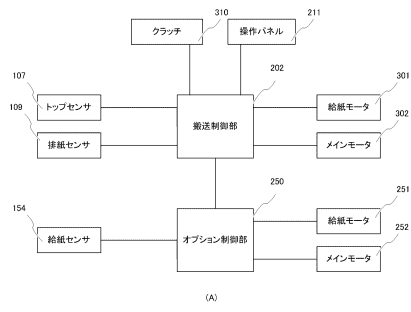 310
211
クラッチ
操作パネル
107
202
301
トップセンサ
給紙モータ
109
搬送制御部
302
排紙センサ
メインモータ
250
251
154
給紙モータ
給紙センサ
オプション制御部
252
メインモータ
(A)